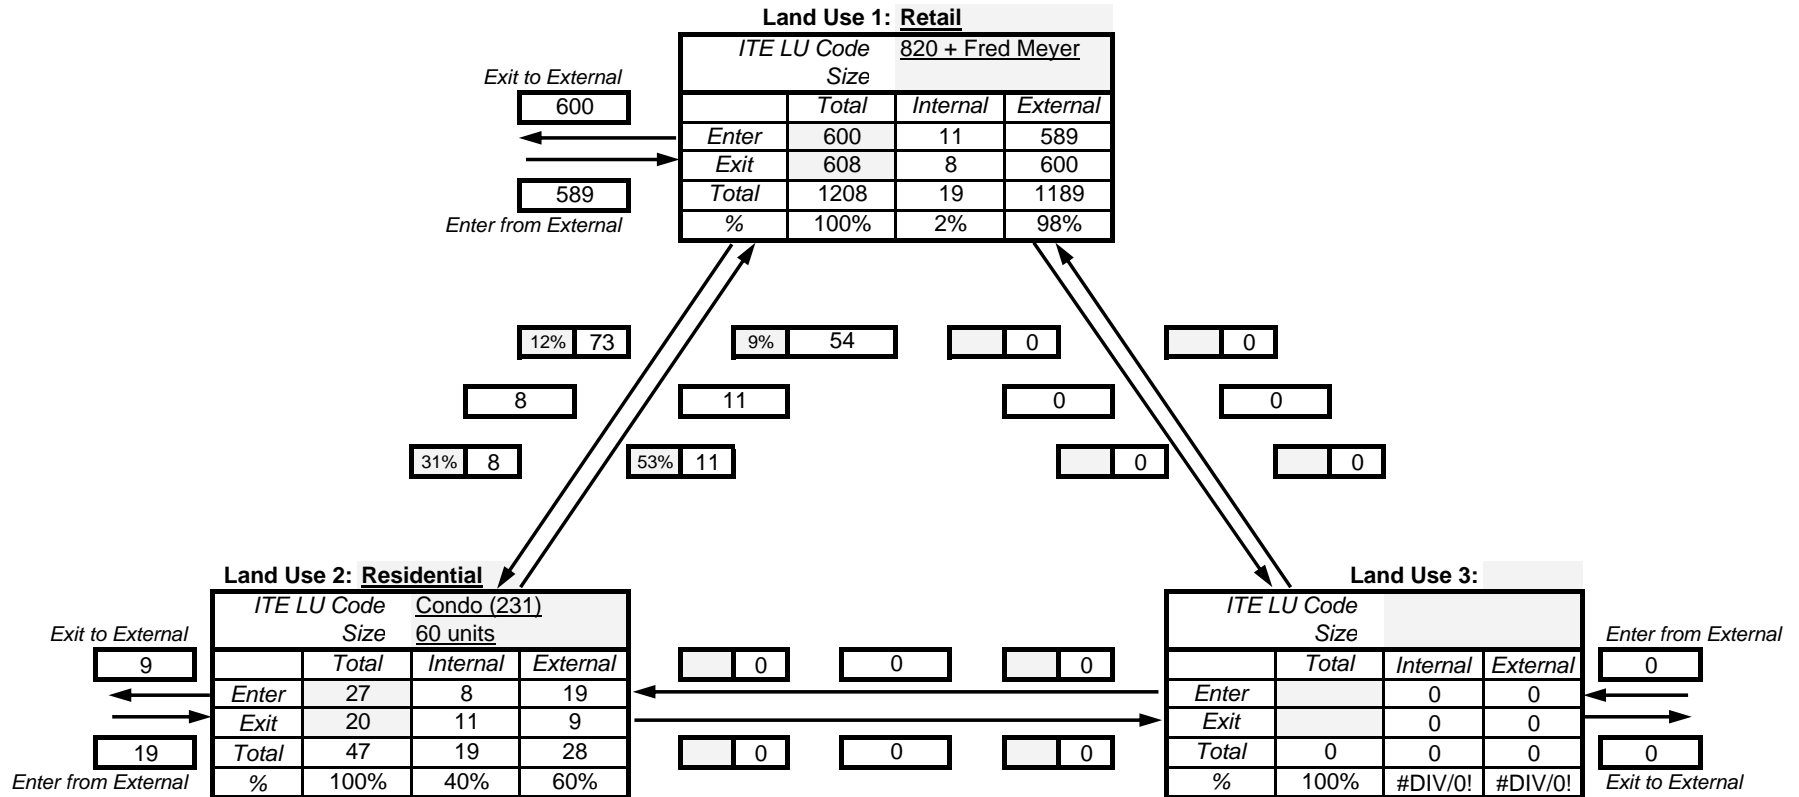 Land Use 1: Retail
ITE LU Code 820 + Fred Meyer
Size
Exit to External
600
Total Internal External
Enter 600 11 589
Exit 608 8 600
Total 1208 19 1189
% 100% 2% 98%
589
Enter from External
12% 73 9% 54 0 0
8 11 0 0
31% 8 53% 11 0 0
Land Use 2: Residential
ITE LU Code Condo (231)
Size 60 units
Exit to External
9
Total Internal External
Enter 27 8 19
Exit 20 11 9
Total 47 19 28
% 100% 40% 60%
19
Enter from External
0 0 0
0 0 0
Land Use 3:
ITE LU Code
Size
Enter from External
0
Total Internal External
Enter 0 0
Exit 0 0
Total 0 0 0
% 100% #DIV/0! #DIV/0!
0
Exit to External